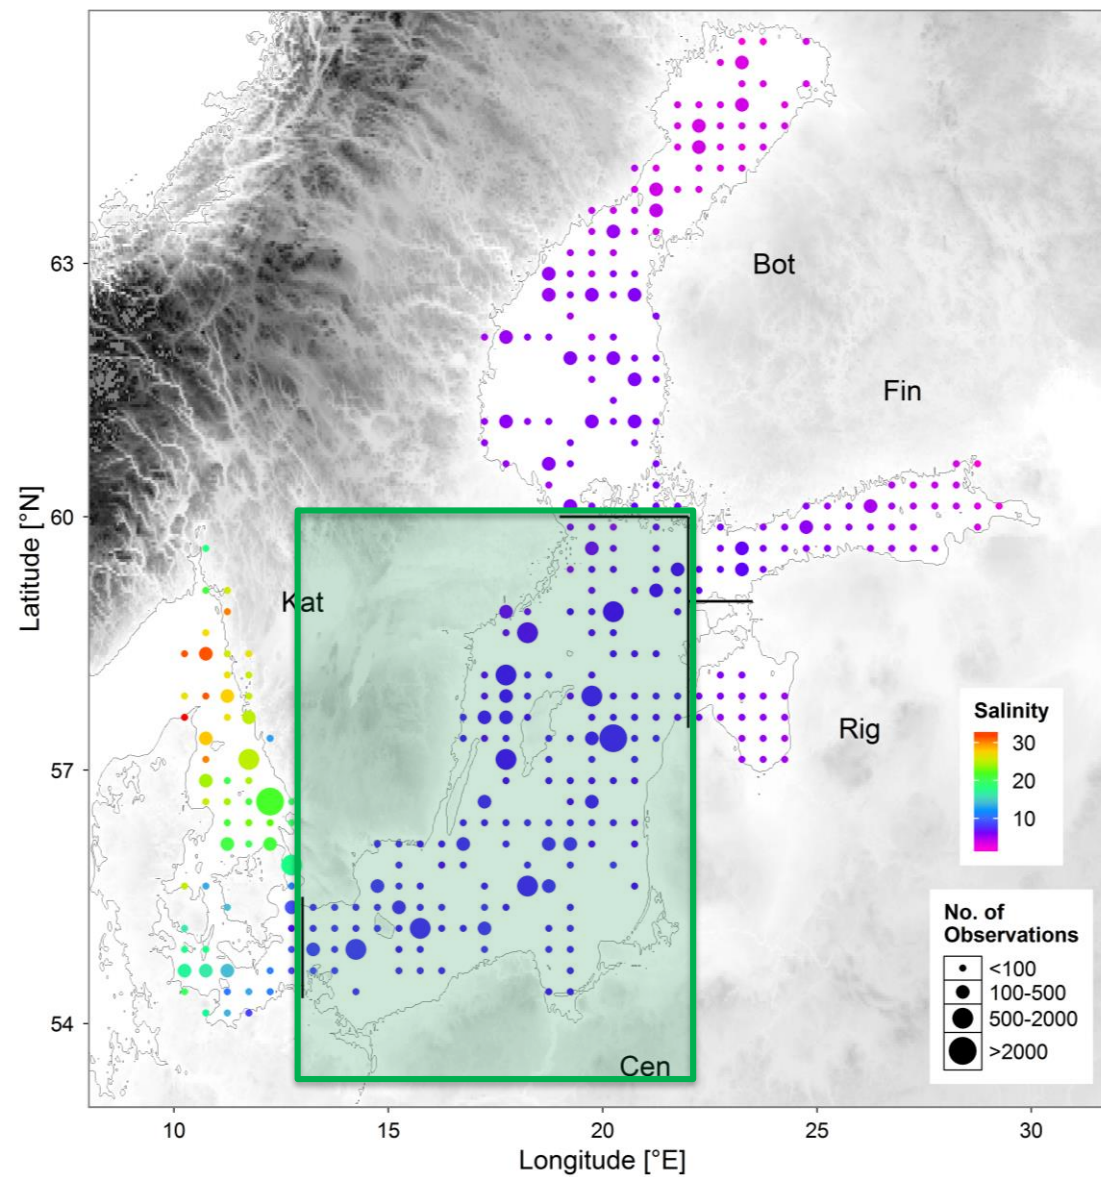 63
60
57
54
Latitude [°N]
Bot
Fin
Kat
Rig
Cen
Salinity
30
20
10
No. of
Observations
<100
100-500
500-2000
>2000
10
15
20
25
30
Longitude [°E]